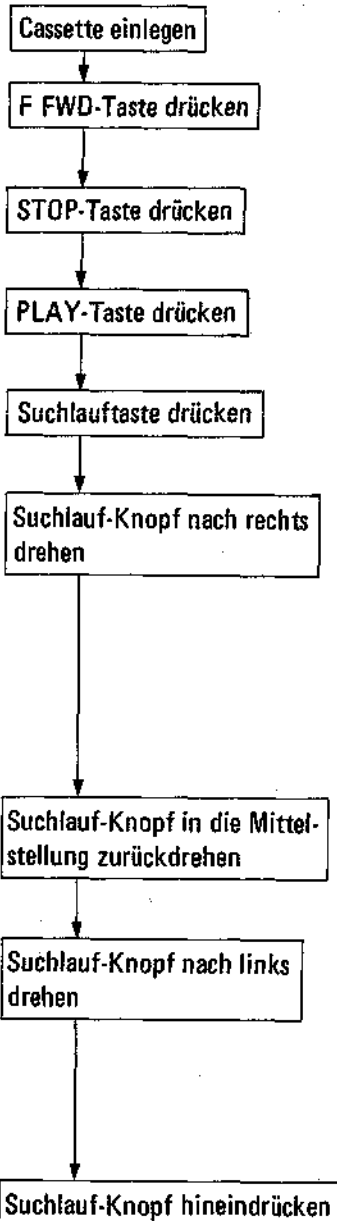 Cassette einlegen
F FWD-Taste drücken
STOP-Taste drücken
PLAY-Taste drücken
Suchlauftaste drücken
Suchlauf-Knopf nach rechts
drehen
Suchlauf-Knopf in die Mittel-
stellung zurückdrehen
Suchlauf-Knopf nach links
drehen
Suchlauf-Knopf hineindrücken